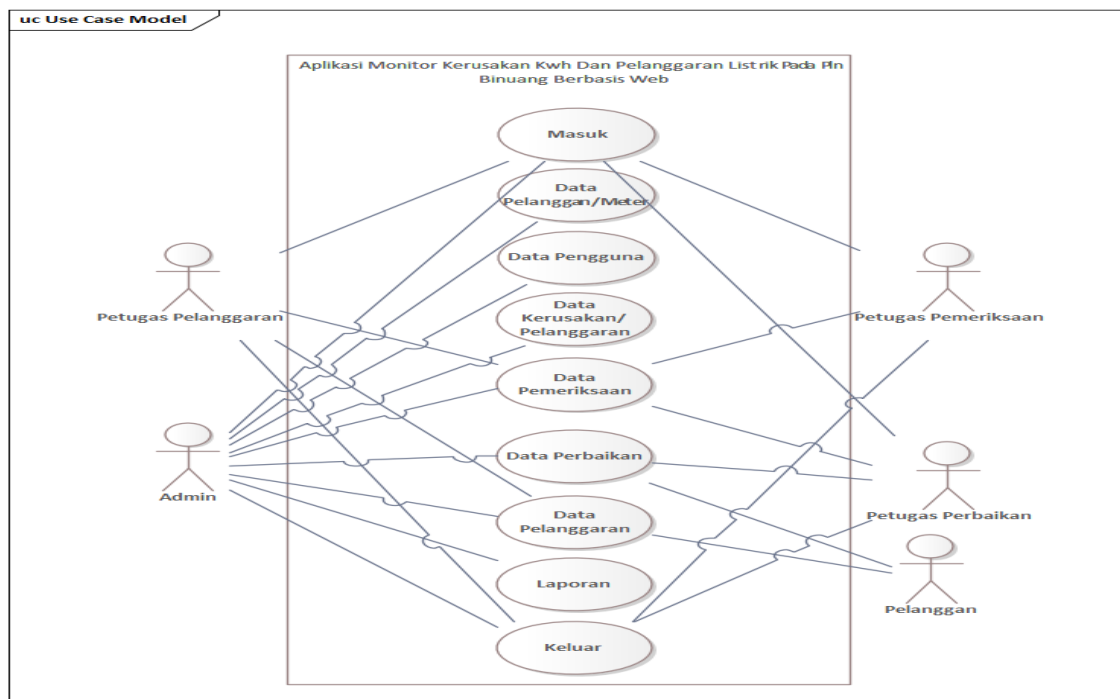 uc Use Case Model
Aplikasi Monitor Kerusakan Kwh Dan Pelanggaran Listrik Pada Pln
Binuang Berbasis Web
Masuk
Data
Pelanggan/Meter
Data Pengguna
Data
Kerusakan/
Pelanggaran
Data
Pemeriksaan
Data Perbaikan
Data
Pelanggaran
Laporan
Keluar
Petugas Pelanggaran
Admin
Petugas Pemeriksaan
Petugas Perbaikan
Pelanggan